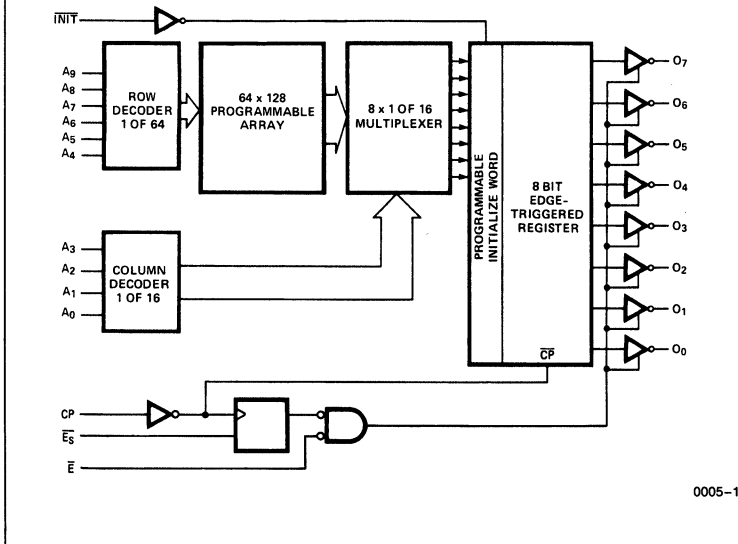 INIT
A9
A8
A7
A6
A5
A4
ROW
DECODER
1 OF 64
64 x 128
PROGRAMMABLE
ARRAY
8 x 1 OF 16
MULTIPLEXER
PROGRAMMABLE
INITIALIZE WORD
8 BIT
EDGE-
TRIGGERED
REGISTER
CP
O7
O6
O5
O4
O3
O2
O1
O0
A3
A2
A1
A0
COLUMN
DECODER
1 OF 16
CP
ES
E
0005-1